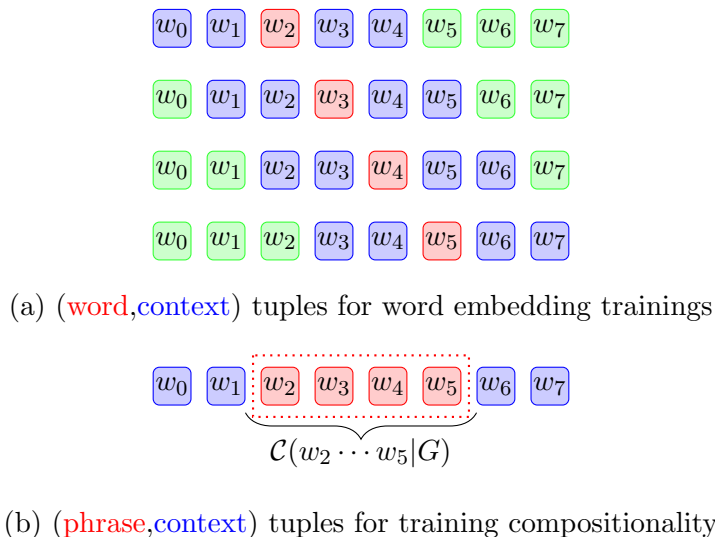 w₀ w₁ w₂ w₃ w₄ w₅ w₆ w₇
w₀ w₁ w₂ w₃ w₄ w₅ w₆ w₇
w₀ w₁ w₂ w₃ w₄ w₅ w₆ w₇
w₀ w₁ w₂ w₃ w₄ w₅ w₆ w₇
(a) (word,context) tuples for word embedding trainings
w₀ w₁ w₂ w₃ w₄ w₅ w₆ w₇
𝒞(w₂ ⋯ w₅|G)
(b) (phrase,context) tuples for training compositionality